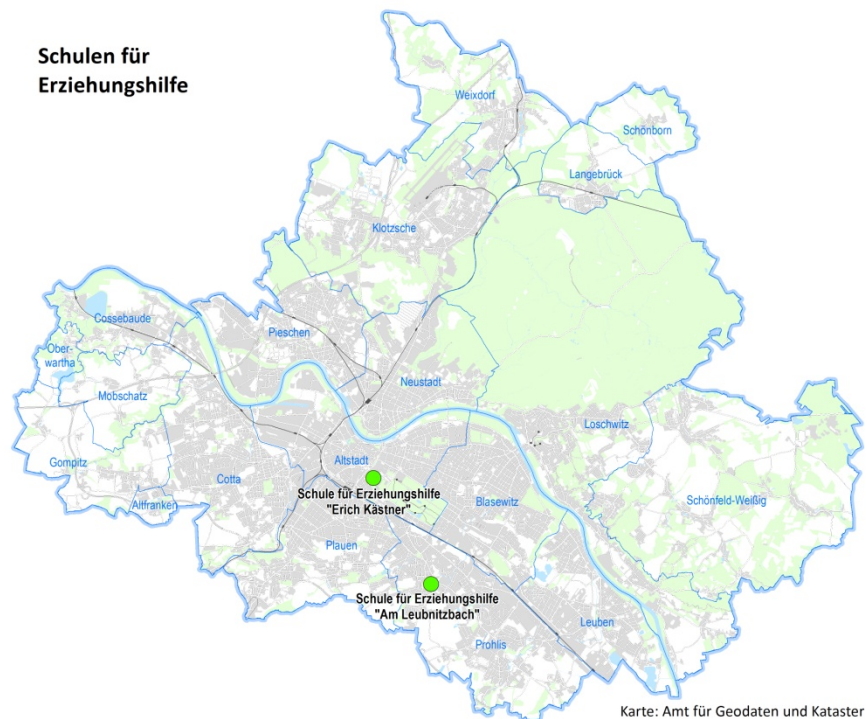 Schulen für
Erziehungshilfe
Weixdorf
Schönborn
Langebrück
Klotzsche
Cossebaude
Pieschen
Ober-
wartha
Neustadt
Mobschatz
Loschwitz
Gompitz
Altstadt
Cotta
Schule für Erziehungshilfe
"Erich Kästner"
Blasewitz
Schönfeld-Weißig
Altfranken
Plauen
Schule für Erziehungshilfe
"Am Leubnitzbach"
Leuben
Prohlis
Karte: Amt für Geodaten und Kataster